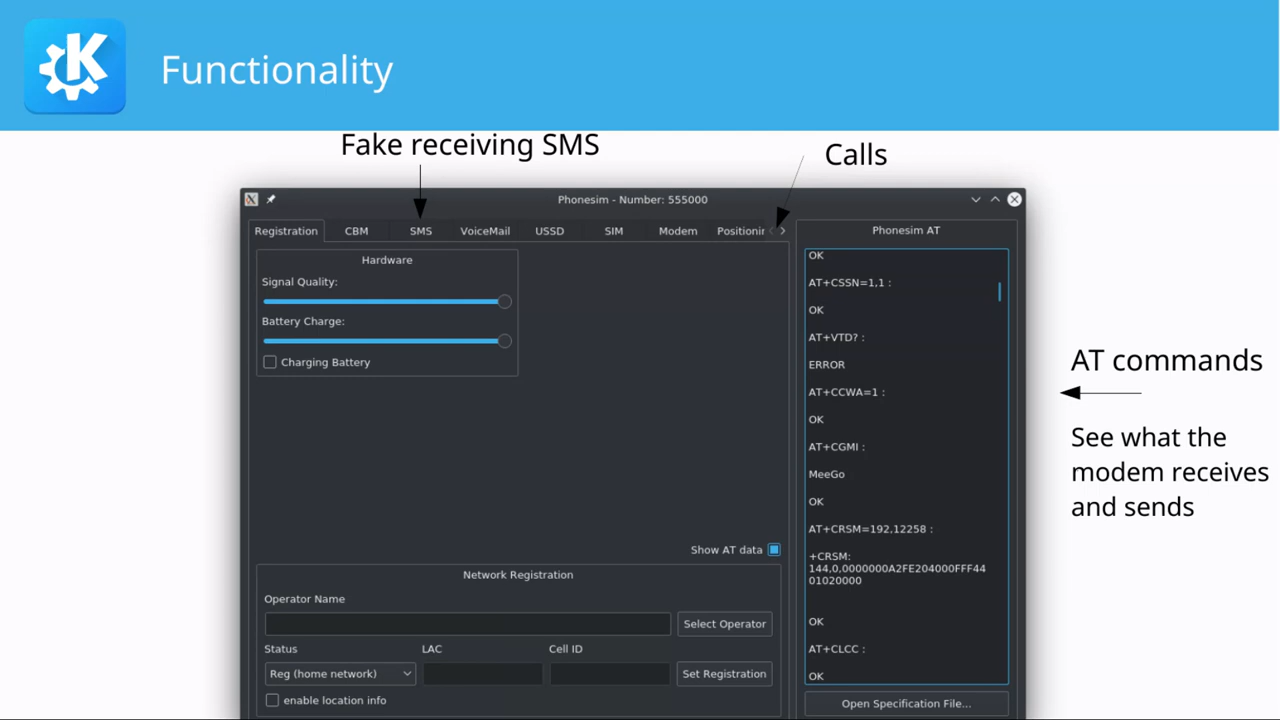 Functionality
Fake receiving SMS
Calls
Phonesim - Number: 555000
Registration CBM SMS VoiceMail USSD SIM Modem Positionin
Hardware
Signal Quality:
Battery Charge:
Charging Battery
Show AT data
Network Registration
Operator Name
Select Operator
Status LAC Cell ID
Reg (home network) Set Registration
enable location info
Phonesim AT
OK
AT+CSSN=1,1 :
OK
AT+VTD? :
ERROR
AT+CCWA=1 :
OK
AT+CGMI :
MeeGo
OK
AT+CRSM=192,12258 :
+CRSM:
144,0,0000000A2FE204000FFF44
01020000
OK
AT+CLCC :
OK
Open Specification File...
AT commands
See what the
modem receives
and sends